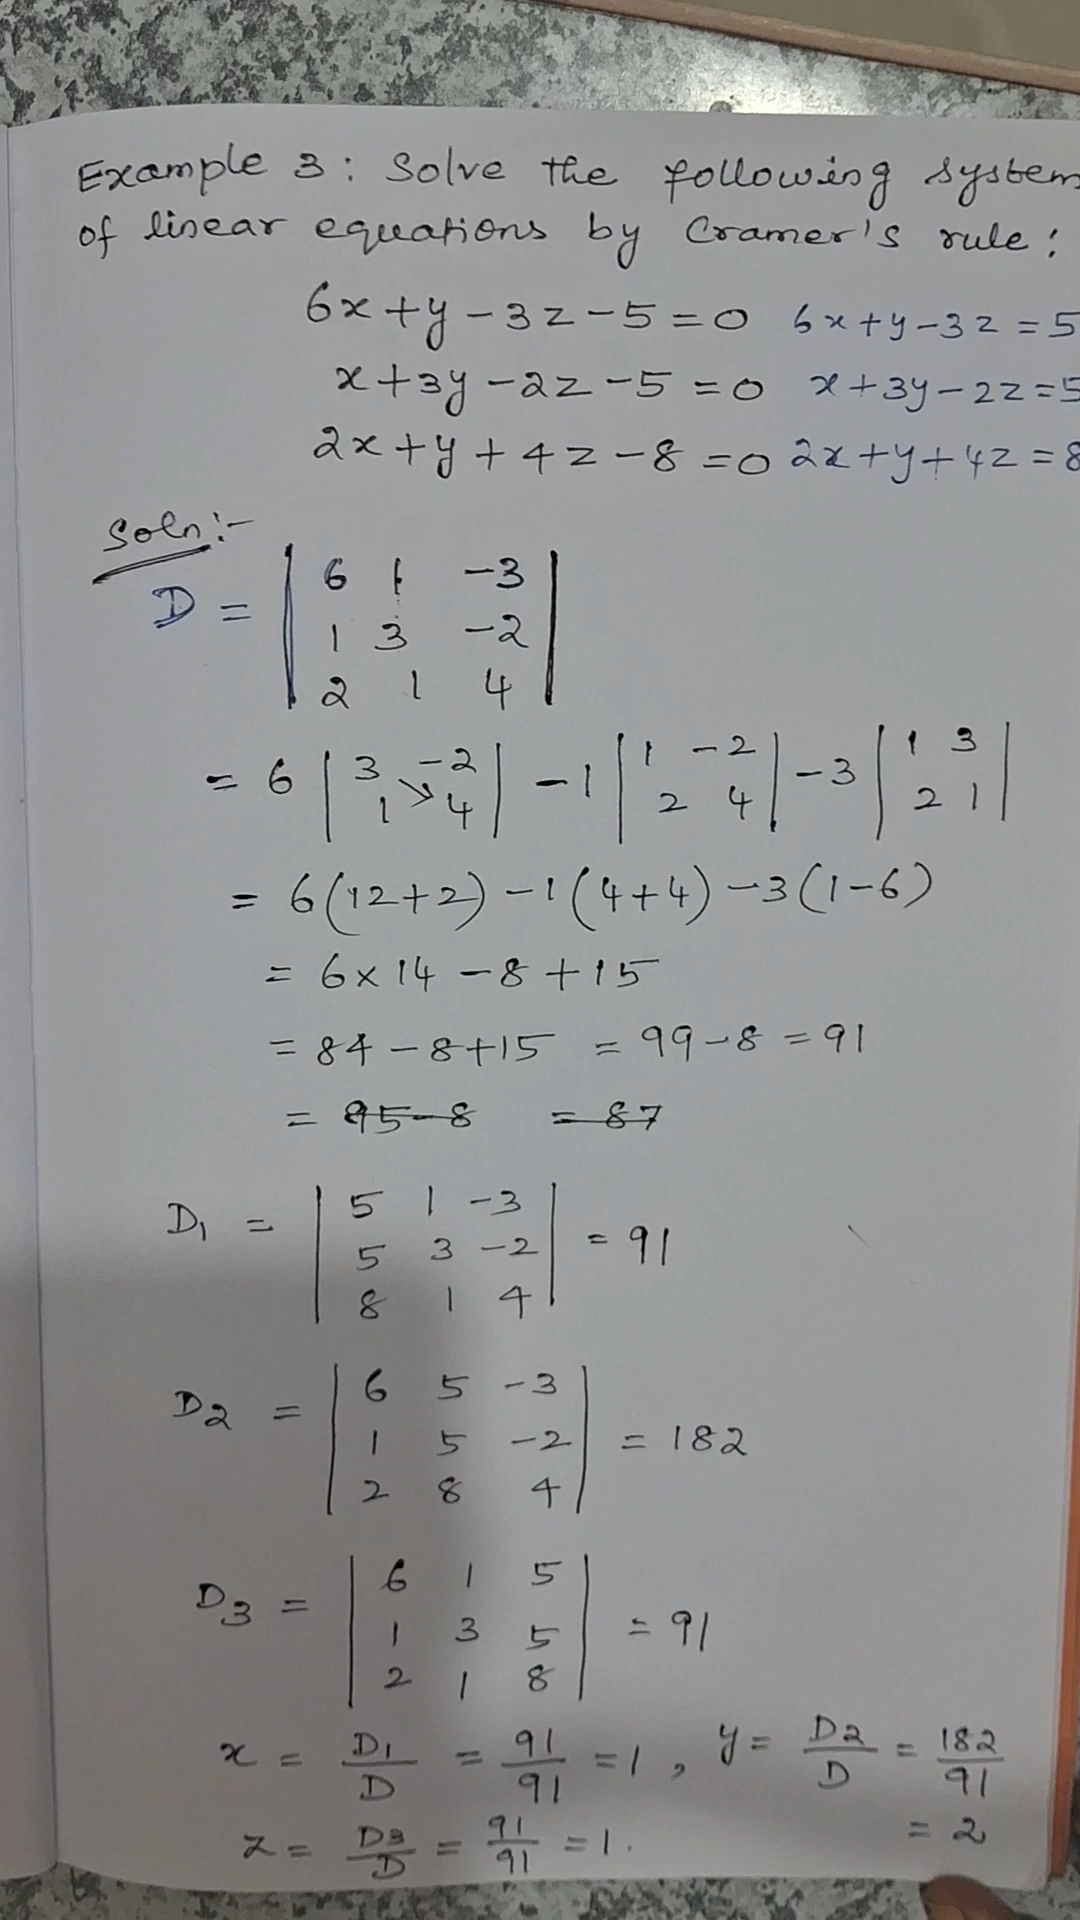 Example 3: Solve the following system
of linear equations by Cramer's rule:
6x+y-3z-5=0 6x+y-3z=5
x+3y-2z-5=0 x+3y-2z=5
2x+y+4z-8=0 2x+y+4z=8
Soln:-
D = | 6 1 -3 |
| 1 3 -2 |
| 2 1 4 |
= 6 | 3 -2 | -1 | 1 -2 | -3 | 1 3 |
| 1 4 | | 2 4 | | 2 1 |
= 6(12+2)-1(4+4)-3(1-6)
= 6×14-8+15
= 84-8+15 = 99-8 = 91
= 95-8 = 87
D1 = | 5 1 -3 |
| 5 3 -2 | = 91
| 8 1 4 |
D2 = | 6 5 -3 |
| 1 5 -2 | = 182
| 2 8 4 |
D3 = | 6 1 5 |
| 1 3 5 | = 91
| 2 1 8 |
x = D1/D = 91/91 = 1, y = D2/D = 182/91
= 2
z = D3/D = 91/91 = 1.